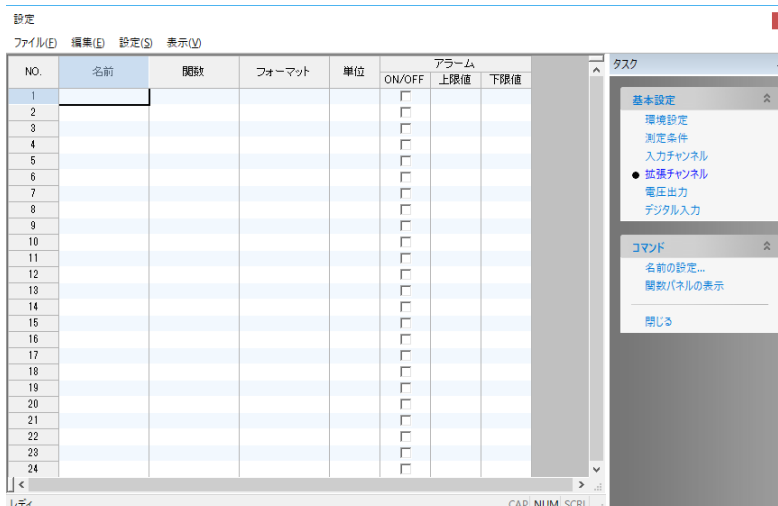 設定
ファイル(F) 編集(E) 設定(S) 表示(V)
NO. 名前 関数 フォーマット 単位 アラーム
ON/OFF 上限値 下限値
1
2
3
4
5
6
7
8
9
10
11
12
13
14
15
16
17
18
19
20
21
22
23
24
レディ
CAP NUM SCRL
タスク
基本設定
環境設定
測定条件
入力チャンネル
● 拡張チャンネル
電圧出力
デジタル入力
コマンド
名前の設定...
関数パネルの表示
閉じる